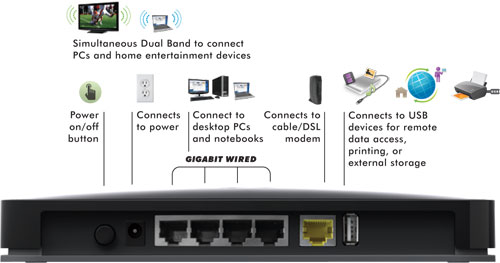 Simultaneous Dual Band to connect
PCs and home entertainment devices
Power
on/off
button
Connects
to power
Connect to
desktop PCs
and notebooks
Connects to
cable/DSL
modem
Connects to USB
devices for remote
data access,
printing, or
external storage
GIGABIT WIRED